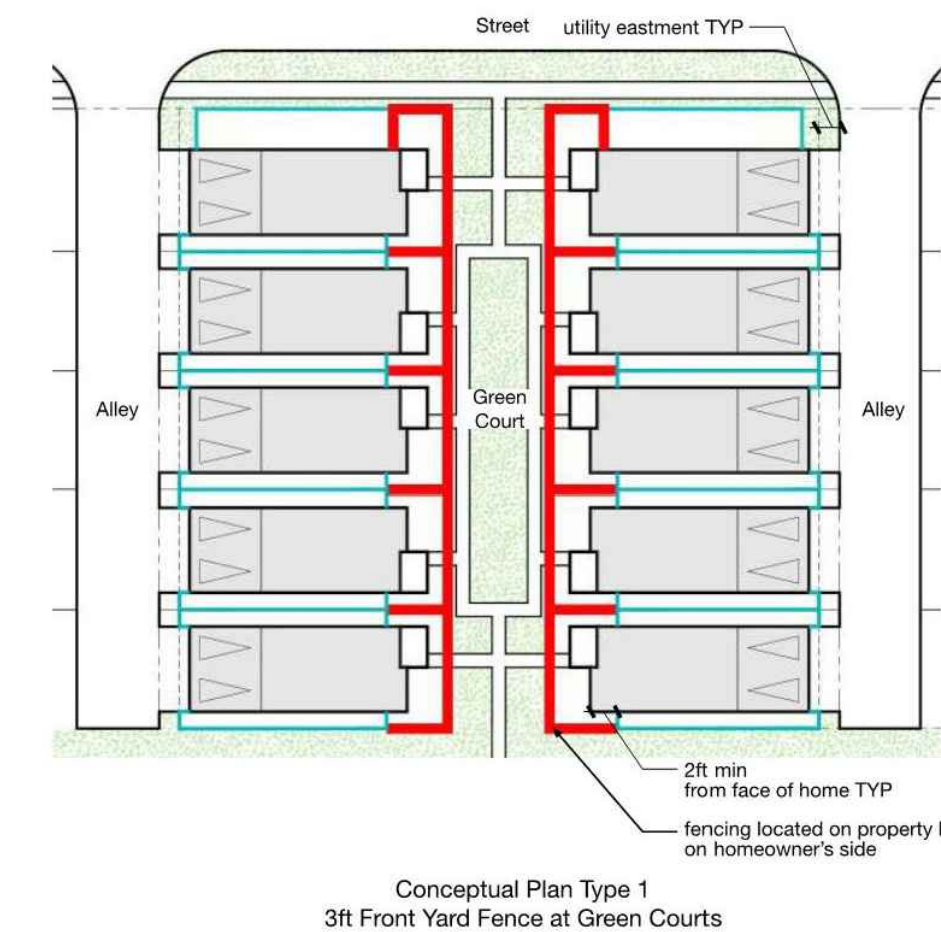 Street
utility eastment TYP
Alley
Green
Court
Alley
2ft min
from face of home TYP
fencing located on property
on homeowner's side
Conceptual Plan Type 1
3ft Front Yard Fence at Green Courts